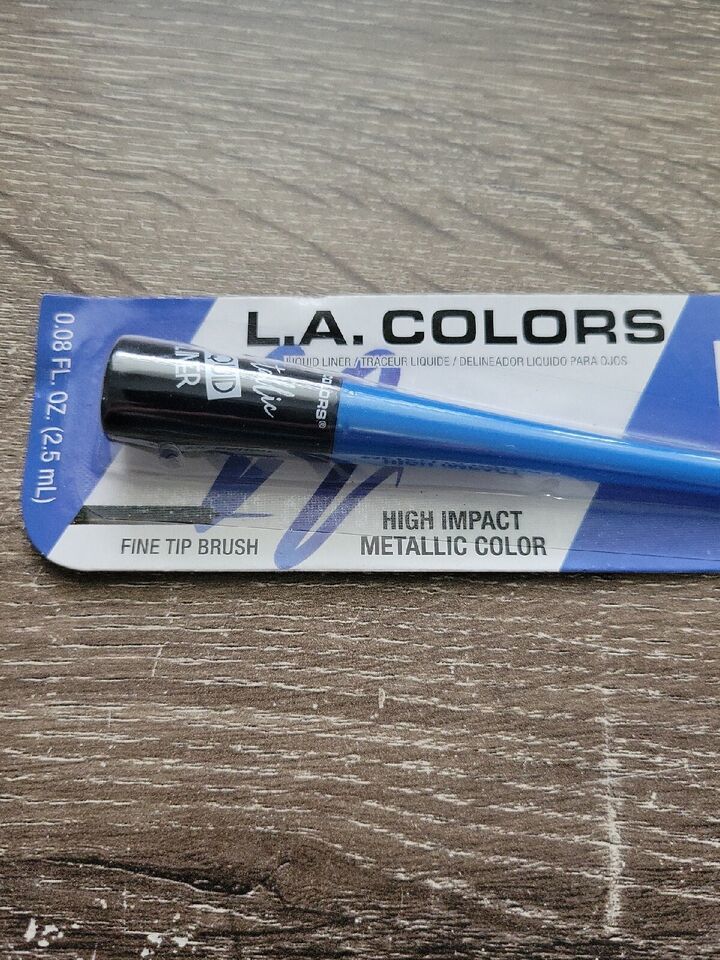 L.A. COLORS
LIQUID LINER / TRACEUR LIQUIDE / DELINEADOR LIQUIDO PARA OJOS
0.08 FL. OZ. (2.5 mL)
HIGH IMPACT
METALLIC COLOR
FINE TIP BRUSH